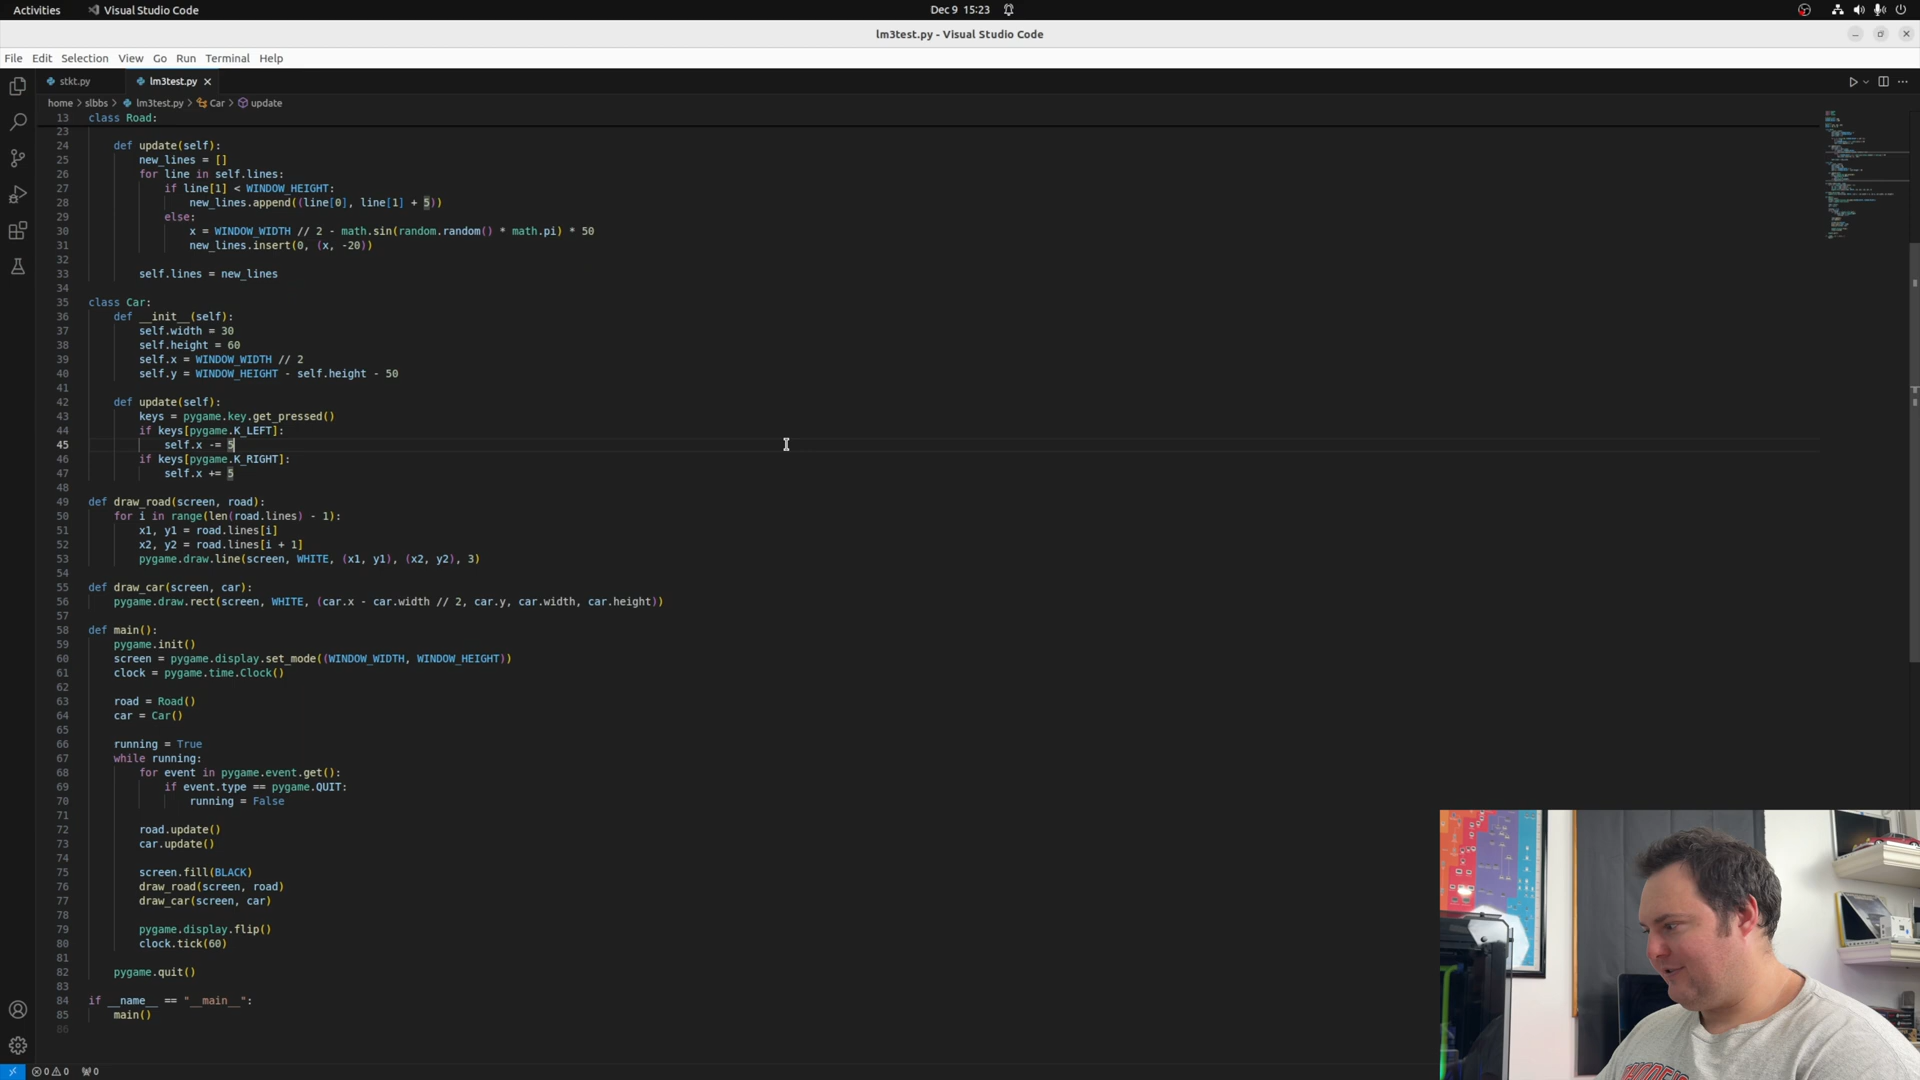 Activities
Visual Studio Code
Dec 9 15:23
lm3test.py - Visual Studio Code
File Edit Selection View Go Run Terminal Help
stkt.py
lm3test.py
home > slbbs > lm3test.py > Car > update
13 class Road:
23
24 def update(self):
25 new_lines = []
26 for line in self.lines:
27 if line[1] < WINDOW_HEIGHT:
28 new_lines.append((line[0], line[1] + 5))
29 else:
30 x = WINDOW_WIDTH // 2 - math.sin(random.random() * math.pi) * 50
31 new_lines.insert(0, (x, -20))
32
33 self.lines = new_lines
34
35 class Car:
36 def __init__(self):
37 self.width = 30
38 self.height = 60
39 self.x = WINDOW_WIDTH // 2
40 self.y = WINDOW_HEIGHT - self.height - 50
41
42 def update(self):
43 keys = pygame.key.get_pressed()
44 if keys[pygame.K_LEFT]:
45 self.x -= 5
46 if keys[pygame.K_RIGHT]:
47 self.x += 5
48
49 def draw_road(screen, road):
50 for i in range(len(road.lines) - 1):
51 x1, y1 = road.lines[i]
52 x2, y2 = road.lines[i + 1]
53 pygame.draw.line(screen, WHITE, (x1, y1), (x2, y2), 3)
54
55 def draw_car(screen, car):
56 pygame.draw.rect(screen, WHITE, (car.x - car.width // 2, car.y, car.width, car.height))
57
58 def main():
59 pygame.init()
60 screen = pygame.display.set_mode((WINDOW_WIDTH, WINDOW_HEIGHT))
61 clock = pygame.time.Clock()
62
63 road = Road()
64 car = Car()
65
66 running = True
67 while running:
68 for event in pygame.event.get():
69 if event.type == pygame.QUIT:
70 running = False
71
72 road.update()
73 car.update()
74
75 screen.fill(BLACK)
76 draw_road(screen, road)
77 draw_car(screen, car)
78
79 pygame.display.flip()
80 clock.tick(60)
81
82 pygame.quit()
83
84 if __name__ == "__main__":
85 main()
86
0 0 0